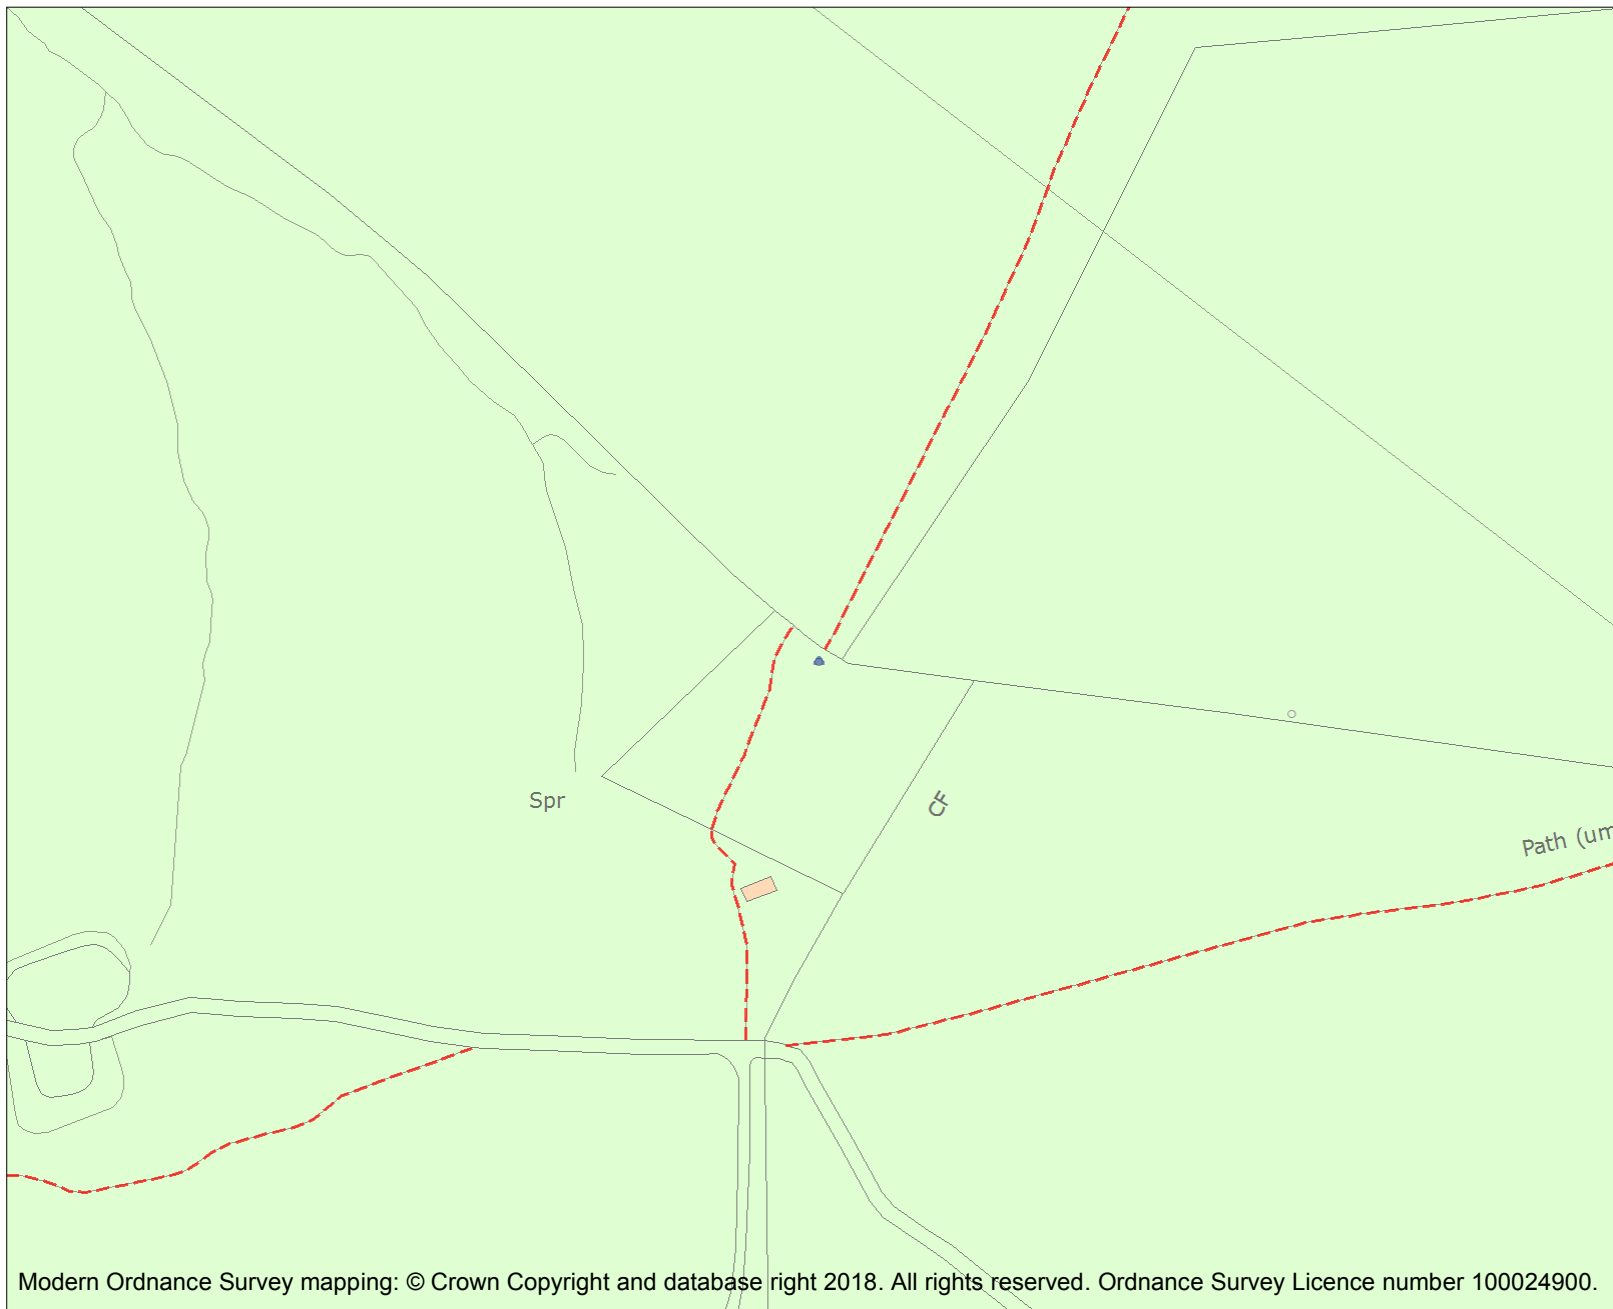 Spr
CF
Path (um
Modern Ordnance Survey mapping: © Crown Copyright and database right 2018. All rights reserved. Ordnance Survey Licence number 100024900.